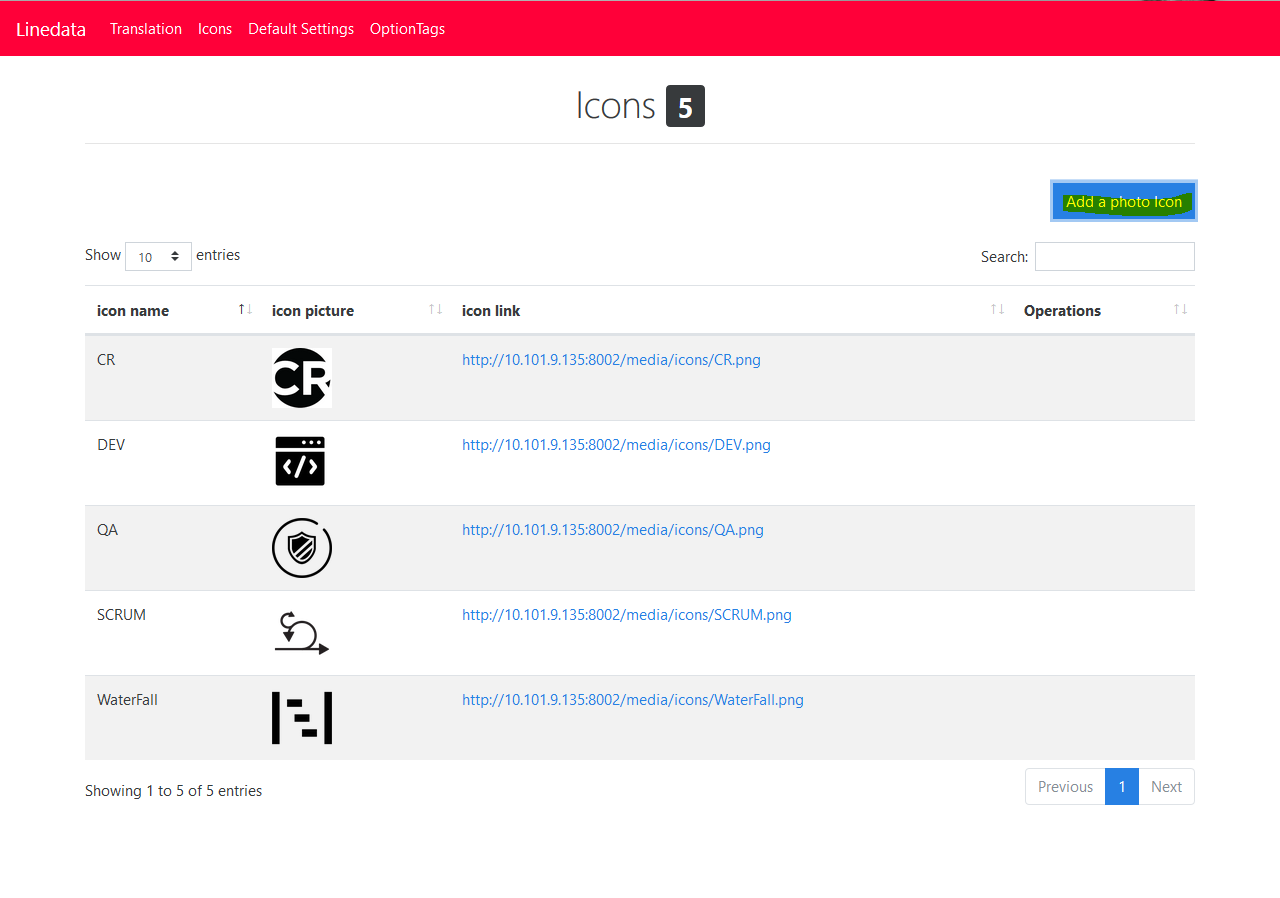 Linedata Translation Icons Default Settings OptionTags
Icons 5
Add a photo Icon
Show 10 entries Search:
icon name icon picture icon link Operations
CR CR http://10.101.9.135:8002/media/icons/CR.png
DEV http://10.101.9.135:8002/media/icons/DEV.png
QA http://10.101.9.135:8002/media/icons/QA.png
SCRUM http://10.101.9.135:8002/media/icons/SCRUM.png
WaterFall http://10.101.9.135:8002/media/icons/WaterFall.png
Showing 1 to 5 of 5 entries Previous 1 Next